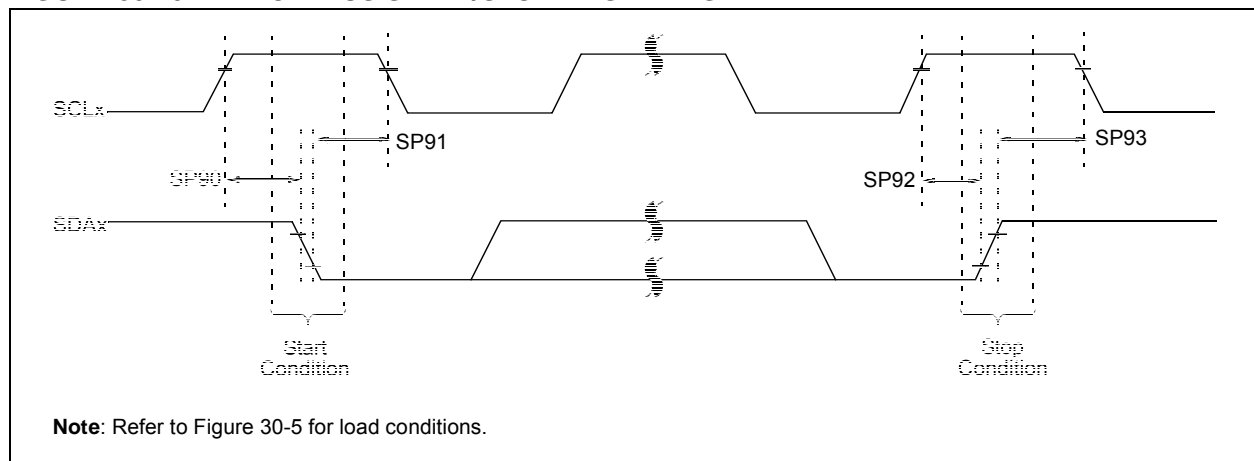 SCLx
SP91
SP93
SP90
SP92
SDAx
Start
Condition
Stop
Condition
Note: Refer to Figure 30-5 for load conditions.